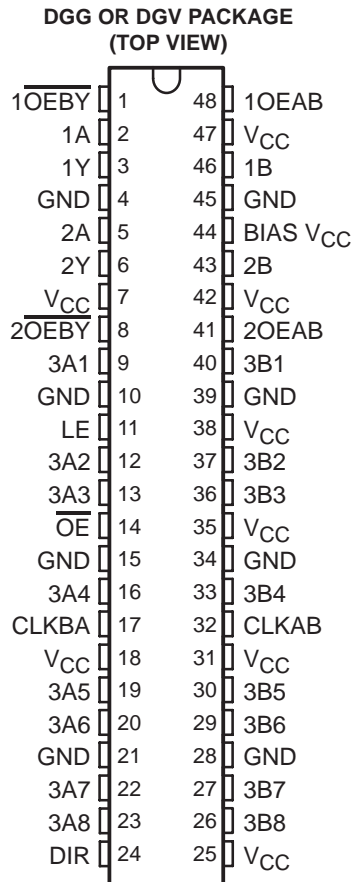 DGG OR DGV PACKAGE
(TOP VIEW)
1OEBY 1 48 1OEAB
1A 2 47 VCC
1Y 3 46 1B
GND 4 45 GND
2A 5 44 BIAS VCC
2Y 6 43 2B
VCC 7 42 VCC
2OEBY 8 41 2OEAB
3A1 9 40 3B1
GND 10 39 GND
LE 11 38 VCC
3A2 12 37 3B2
3A3 13 36 3B3
OE 14 35 VCC
GND 15 34 GND
3A4 16 33 3B4
CLKBA 17 32 CLKAB
VCC 18 31 VCC
3A5 19 30 3B5
3A6 20 29 3B6
GND 21 28 GND
3A7 22 27 3B7
3A8 23 26 3B8
DIR 24 25 VCC